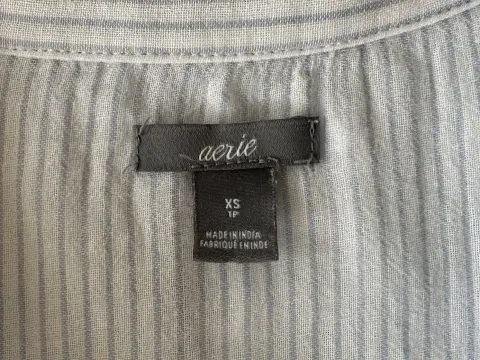 aerie
XS
TP
MADE IN INDIA
FABRIQUE EN INDE